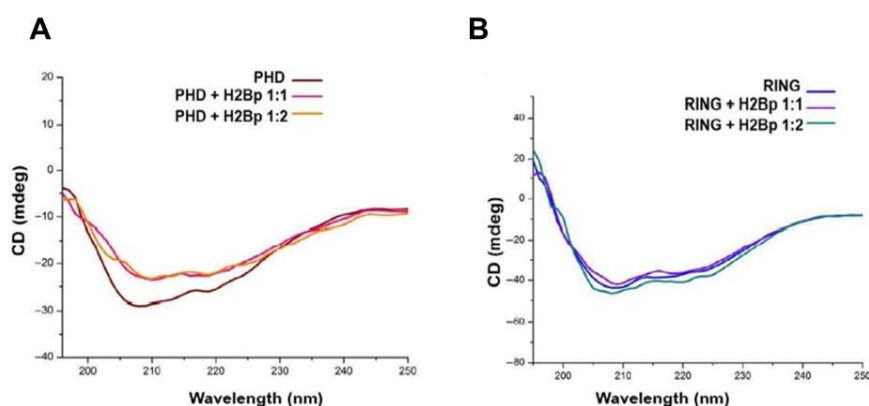 A
PHD
PHD + H2Bp 1:1
PHD + H2Bp 1:2
20
10
0
−10
−20
−30
−40
CD (mdeg)
200 210 220 230 240 250
Wavelength (nm)
B
RING
RING + H2Bp 1:1
RING + H2Bp 1:2
40
20
0
−20
−40
−60
−80
CD (mdeg)
200 210 220 230 240 250
Wavelength (nm)